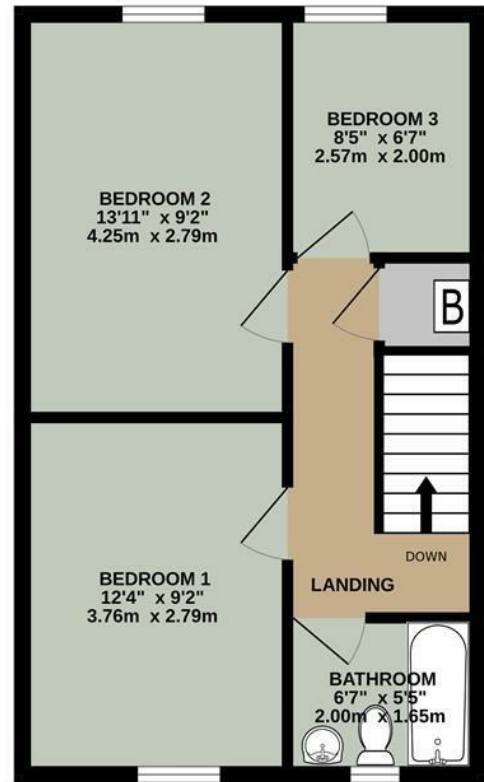 BEDROOM 3
8'5" x 6'7"
2.57m x 2.00m
BEDROOM 2
13'11" x 9'2"
4.25m x 2.79m
B
DOWN
BEDROOM 1
12'4" x 9'2"
3.76m x 2.79m
LANDING
BATHROOM
6'7" x 5'5"
2.00m x 1.65m